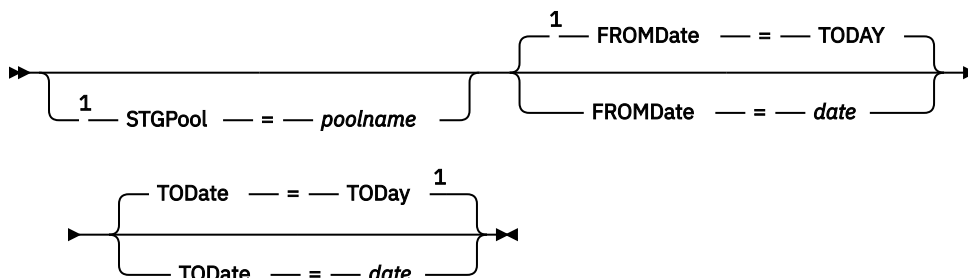 1 FROMDate = TODAY
1 STGPool = poolname
FROMDate = date
TODate = TODay 1
TODate = date